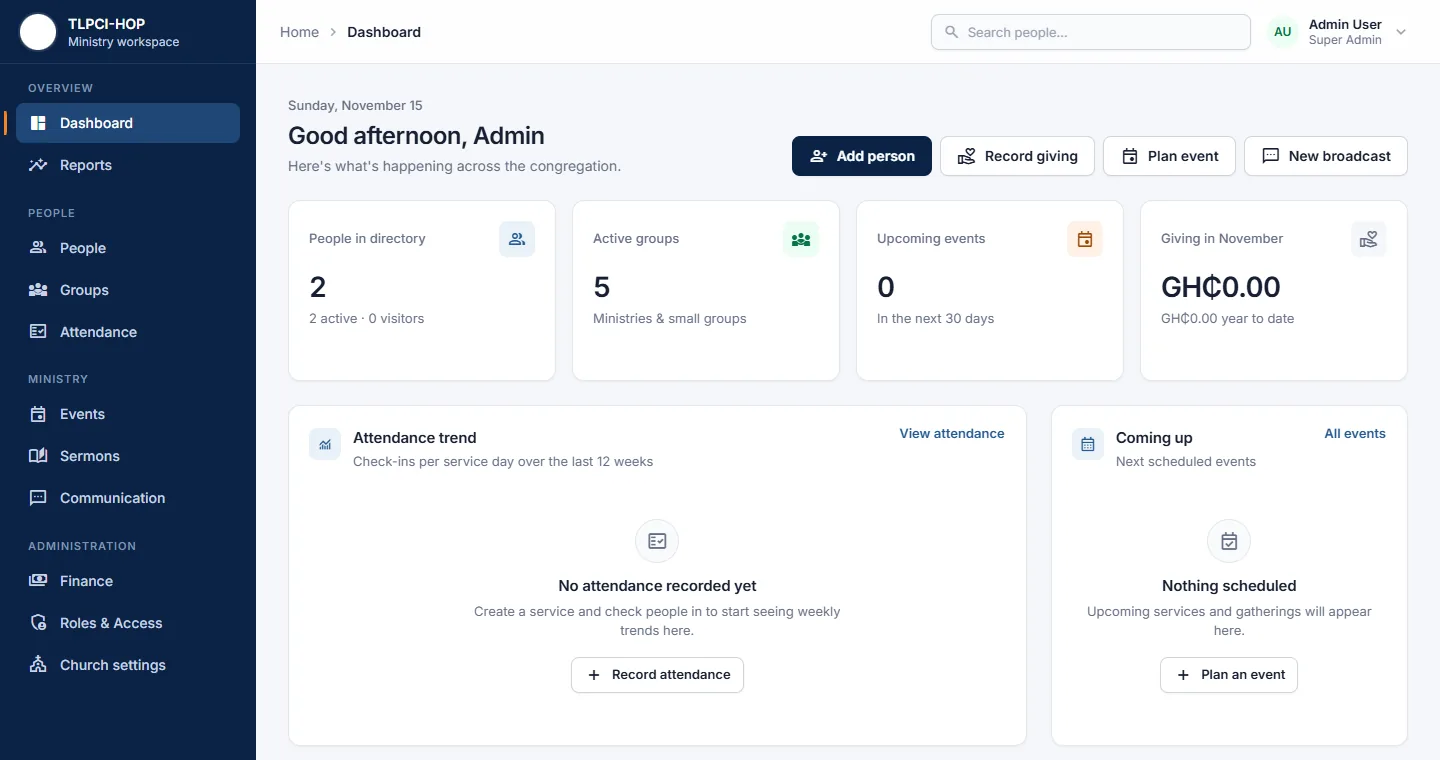 TLPCI-HOP
Ministry workspace
OVERVIEW
Dashboard
Reports
PEOPLE
People
Groups
Attendance
MINISTRY
Events
Sermons
Communication
ADMINISTRATION
Finance
Roles & Access
Church settings
Home > Dashboard
Search people...
AU
Admin User
Super Admin
Sunday, November 15
Good afternoon, Admin
Here's what's happening across the congregation.
Add person
Record giving
Plan event
New broadcast
People in directory
2
2 active · 0 visitors
Active groups
5
Ministries & small groups
Upcoming events
0
In the next 30 days
Giving in November
GH₵0.00
GH₵0.00 year to date
Attendance trend
Check-ins per service day over the last 12 weeks
View attendance
No attendance recorded yet
Create a service and check people in to start seeing weekly
trends here.
+ Record attendance
Coming up
Next scheduled events
All events
Nothing scheduled
Upcoming services and gatherings will appear
here.
+ Plan an event